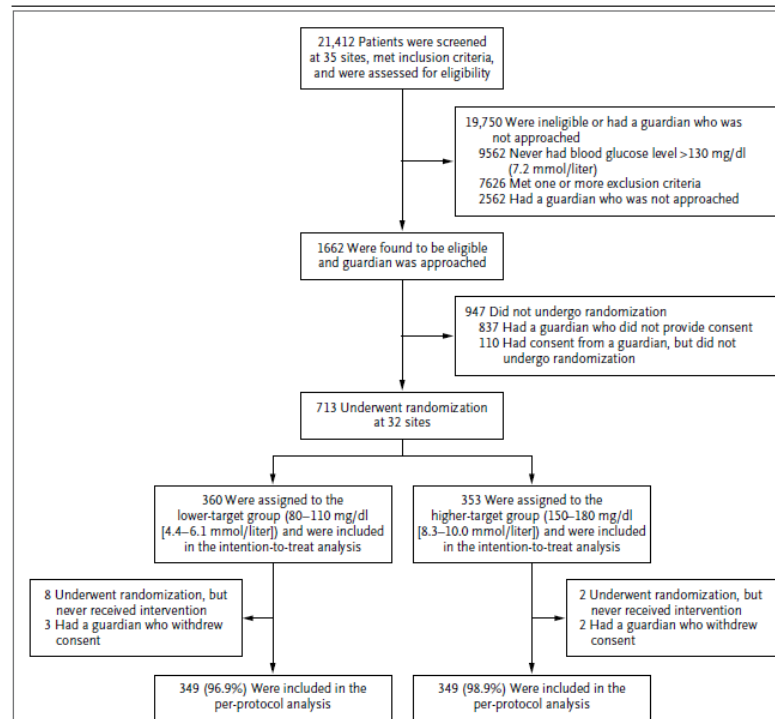 21,412 Patients were screened
at 35 sites, met inclusion criteria,
and were assessed for eligibility
19,750 Were ineligible or had a guardian who was
not approached
9562 Never had blood glucose level >130 mg/dl
(7.2 mmol/liter)
7626 Met one or more exclusion criteria
2562 Had a guardian who was not approached
1662 Were found to be eligible
and guardian was approached
947 Did not undergo randomization
837 Had a guardian who did not provide consent
110 Had consent from a guardian, but did not
undergo randomization
713 Underwent randomization
at 32 sites
360 Were assigned to the
lower-target group (80–110 mg/dl
[4.4–6.1 mmol/liter]) and were included
in the intention-to-treat analysis
353 Were assigned to the
higher-target group (150–180 mg/dl
[8.3–10.0 mmol/liter]) and were included
in the intention-to-treat analysis
8 Underwent randomization, but
never received intervention
3 Had a guardian who withdrew
consent
2 Underwent randomization, but
never received intervention
2 Had a guardian who withdrew
consent
349 (96.9%) Were included in the
per-protocol analysis
349 (98.9%) Were included in the
per-protocol analysis